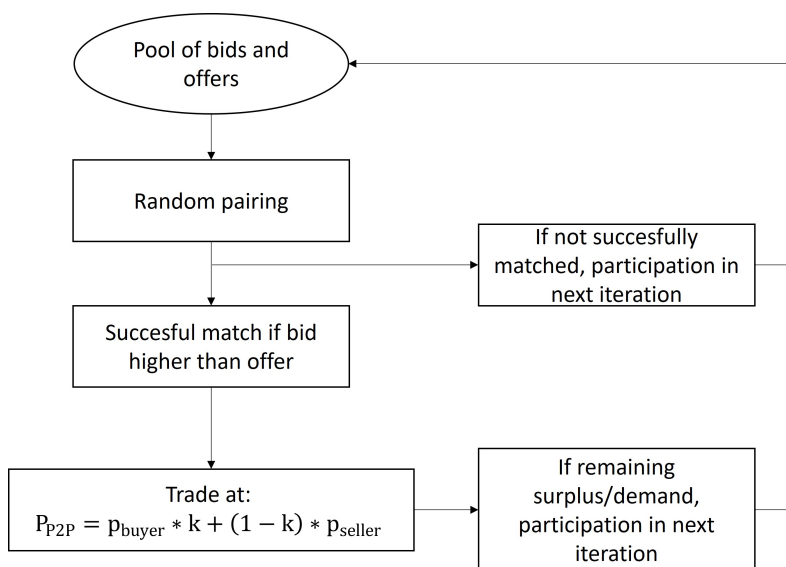 Pool of bids and
offers
Random pairing
If not succesfully
matched, participation in
next iteration
Succesful match if bid
higher than offer
Trade at:
P_P2P = p_buyer * k + (1 − k) * p_seller
If remaining
surplus/demand,
participation in next
iteration